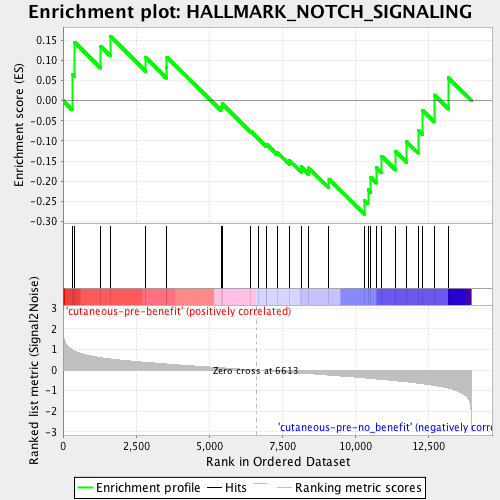 Enrichment plot: HALLMARK_NOTCH_SIGNALING
Enrichment score (ES)
0.15
0.10
0.05
0.00
-0.05
-0.10
-0.15
-0.20
-0.25
-0.30
Ranked list metric (Signal2Noise)
3
2
1
0
-1
-2
-3
'cutaneous-pre-benefit' (positively correlated)
Zero cross at 6613
'cutaneous-pre-no_benefit' (negatively corre
0
2,500
5,000
7,500
10,000
12,500
Rank in Ordered Dataset
Enrichment profile
Hits
Ranking metric scores